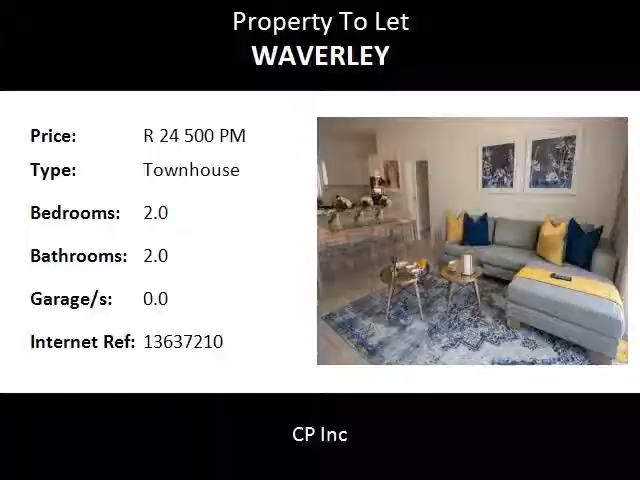 Property To Let
WAVERLEY
Price: R 24 500 PM
Type: Townhouse
Bedrooms: 2.0
Bathrooms: 2.0
Garage/s: 0.0
Internet Ref: 13637210
CP Inc